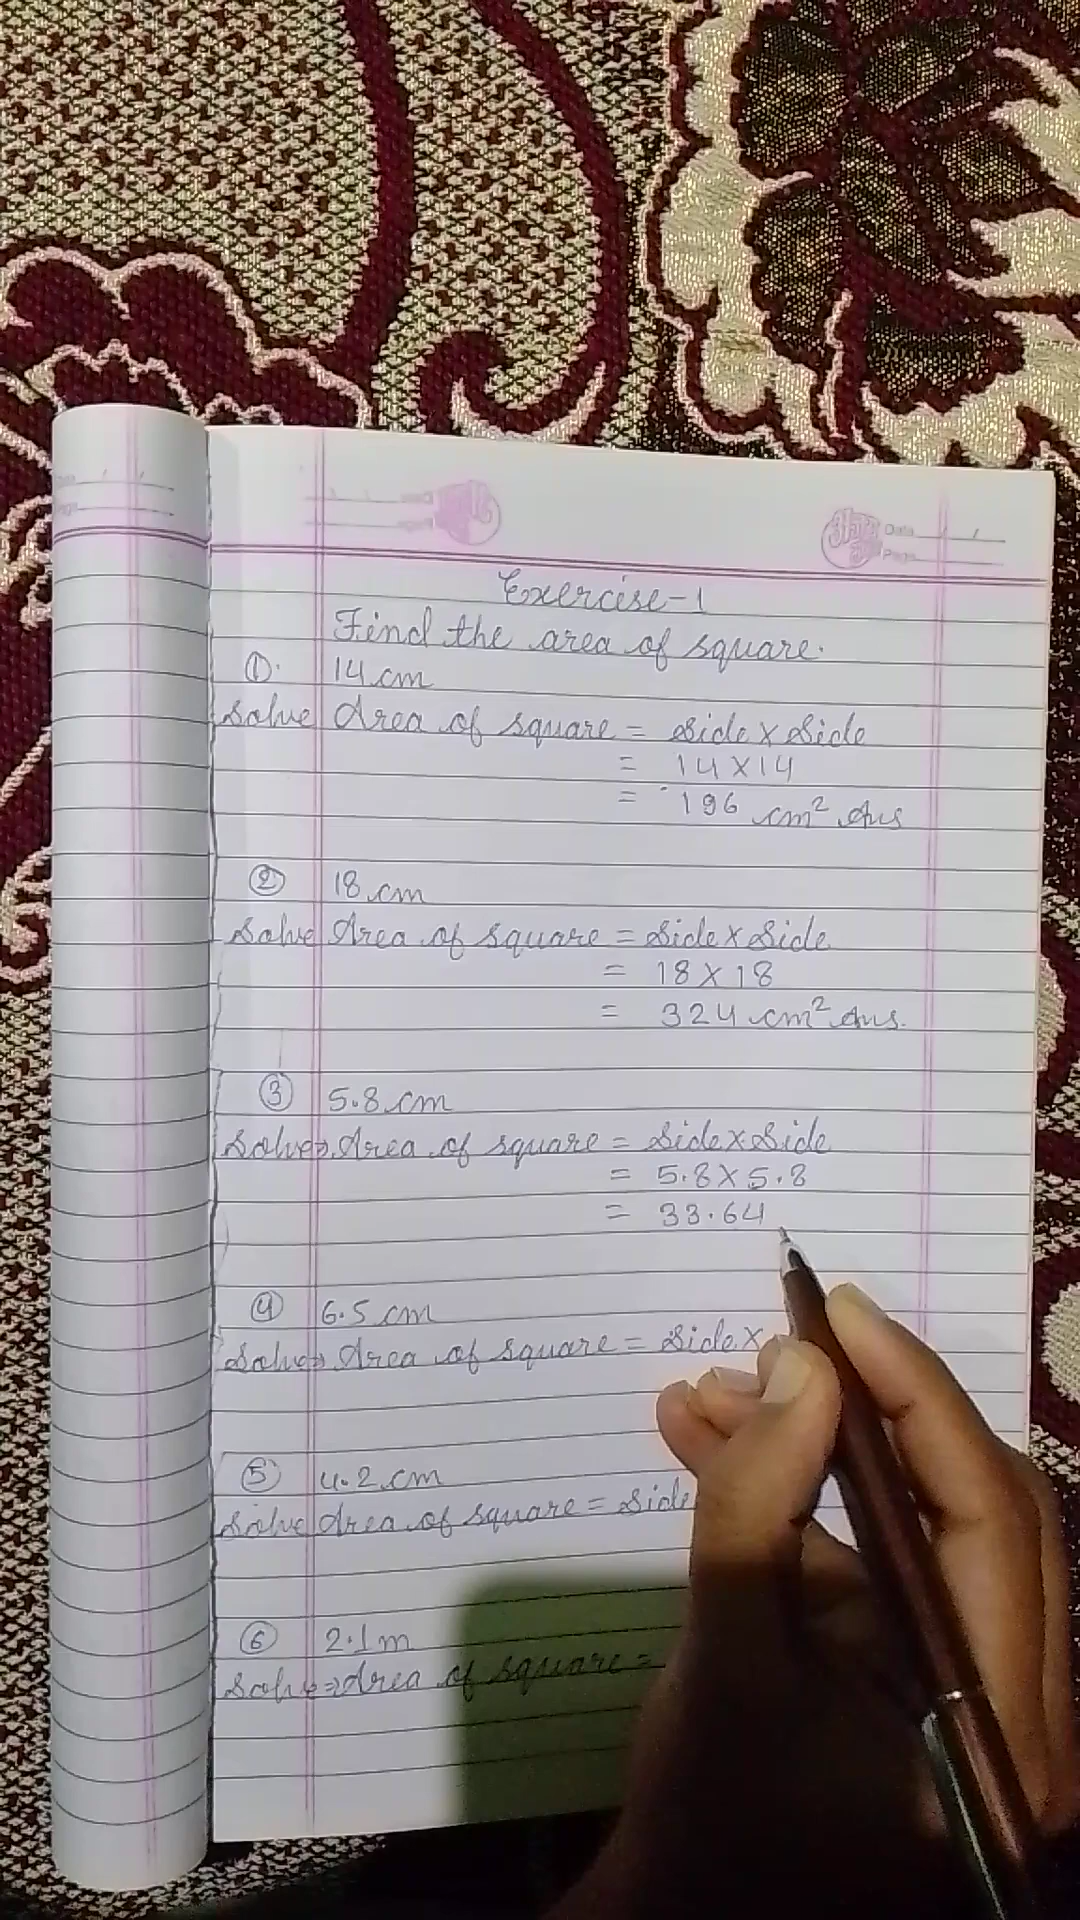 Data
Page
Exercise-1
Find the area of square.
① 14 cm
Solve Area of square = Side x Side
= 14 x 14
= 196 cm² Ans
② 18 cm
Solve Area of square = Side x Side
= 18 x 18
= 324 cm² Ans.
③ 5.8 cm
Solve⇒ Area of square = Side x Side
= 5.8 x 5.8
= 33.64
④ 6.5 cm
Solve⇒ Area of square = Side x
⑤ 4.2 cm
Solve Area of square = Side
⑥ 2.1 m
Solve⇒ Area of square =